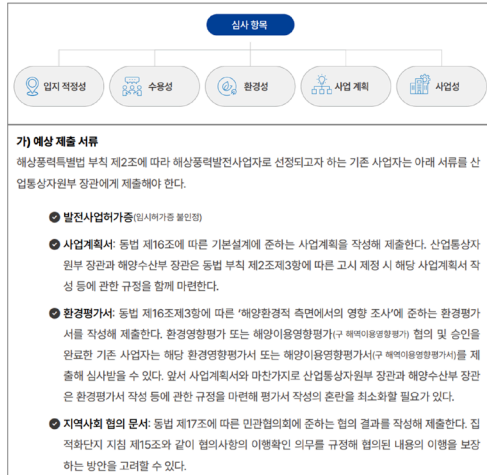 심사 항목
입지 적정성
수용성
환경성
사업 계획
사업성
가) 예상 제출 서류
해상풍력특별법 부칙 제2조에 따라 해상풍력발전사업자로 선정되고자 하는 기존 사업자는 아래 서류를 산
업통상자원부 장관에게 제출해야 한다.
발전사업허가증(임시허가증 불인정)
사업계획서: 동법 제16조에 따른 기본설계에 준하는 사업계획을 작성해 제출한다. 산업통상자
원부 장관과 해양수산부 장관은 동법 부칙 제2조제3항에 따른 고시 제정 시 해당 사업계획서 작
성 등에 관한 규정을 함께 마련한다.
환경평가서: 동법 제16조제3항에 따른 '해양환경적 측면에서의 영향 조사'에 준하는 환경평가
서를 작성해 제출한다. 환경영향평가 또는 해양이용영향평가(구 해역이용영향평가) 협의 및 승인을
완료한 기존 사업자는 해당 환경영향평가서 또는 해양이용영향평가서(구 해역이용영향평가서)를 제
출해 심사받을 수 있다. 앞서 사업계획서와 마찬가지로 산업통상자원부 장관과 해양수산부 장관
은 환경평가서 작성 등에 관한 규정을 마련해 평가서 작성의 혼란을 최소화할 필요가 있다.
지역사회 협의 문서: 동법 제17조에 따른 민관협의회에 준하는 협의 결과를 작성해 제출한다. 집
적화단지 지침 제15조와 같이 협의사항의 이행확인 의무를 규정해 협의된 내용의 이행을 보장
하는 방안을 고려할 수 있다.